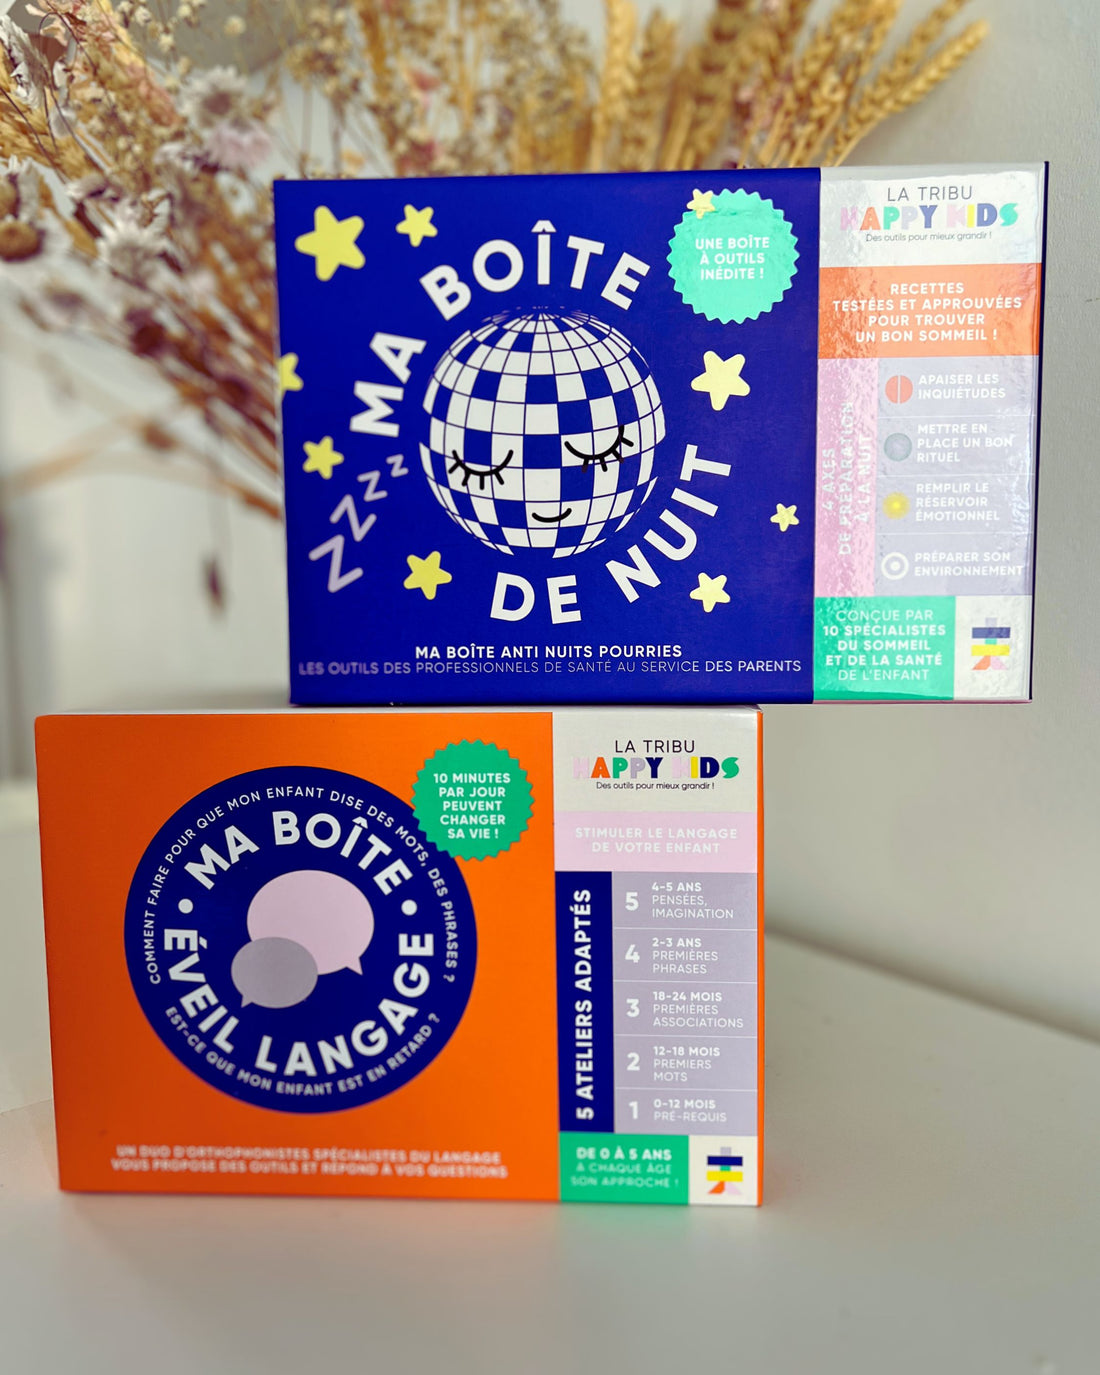 MA BOÎTE
DE NUIT
ZZZZZ
UNE BOÎTE
À OUTILS
INÉDITE !
MA BOÎTE ANTI NUITS POURRIES
LES OUTILS DES PROFESSIONNELS DE SANTÉ AU SERVICE DES PARENTS
LA TRIBU
HAPPY KIDS
Des outils pour mieux grandir !
RECETTES
TESTÉES ET APPROUVÉES
POUR TROUVER
UN BON SOMMEIL !
4 AXES
DE PRÉPARATION
À LA NUIT
APAISER LES
INQUIÉTUDES
METTRE EN
PLACE UN BON
RITUEL
REMPLIR LE
RÉSERVOIR
ÉMOTIONNEL
PRÉPARER SON
ENVIRONNEMENT
CONÇUE PAR
10 SPÉCIALISTES
DU SOMMEIL
ET DE LA SANTÉ
DE L'ENFANT
COMMENT FAIRE POUR QUE MON ENFANT DISE DES MOTS, DES PHRASES ?
• MA BOÎTE •
ÉVEIL LANGAGE
EST-CE QUE MON ENFANT EST EN RETARD ?
10 MINUTES
PAR JOUR
PEUVENT
CHANGER
SA VIE !
UN DUO D'ORTHOPHONISTES SPÉCIALISTES DU LANGAGE
VOUS PROPOSE DES OUTILS ET RÉPOND À VOS QUESTIONS
LA TRIBU
HAPPY KIDS
Des outils pour mieux grandir !
STIMULER LE LANGAGE
DE VOTRE ENFANT
5 ATELIERS ADAPTÉS
5 4-5 ANS
PENSÉES,
IMAGINATION
4 2-3 ANS
PREMIÈRES
PHRASES
3 18-24 MOIS
PREMIÈRES
ASSOCIATIONS
2 12-18 MOIS
PREMIERS
MOTS
1 0-12 MOIS
PRÉ-REQUIS
DE 0 À 5 ANS
À CHAQUE ÂGE
SON APPROCHE !